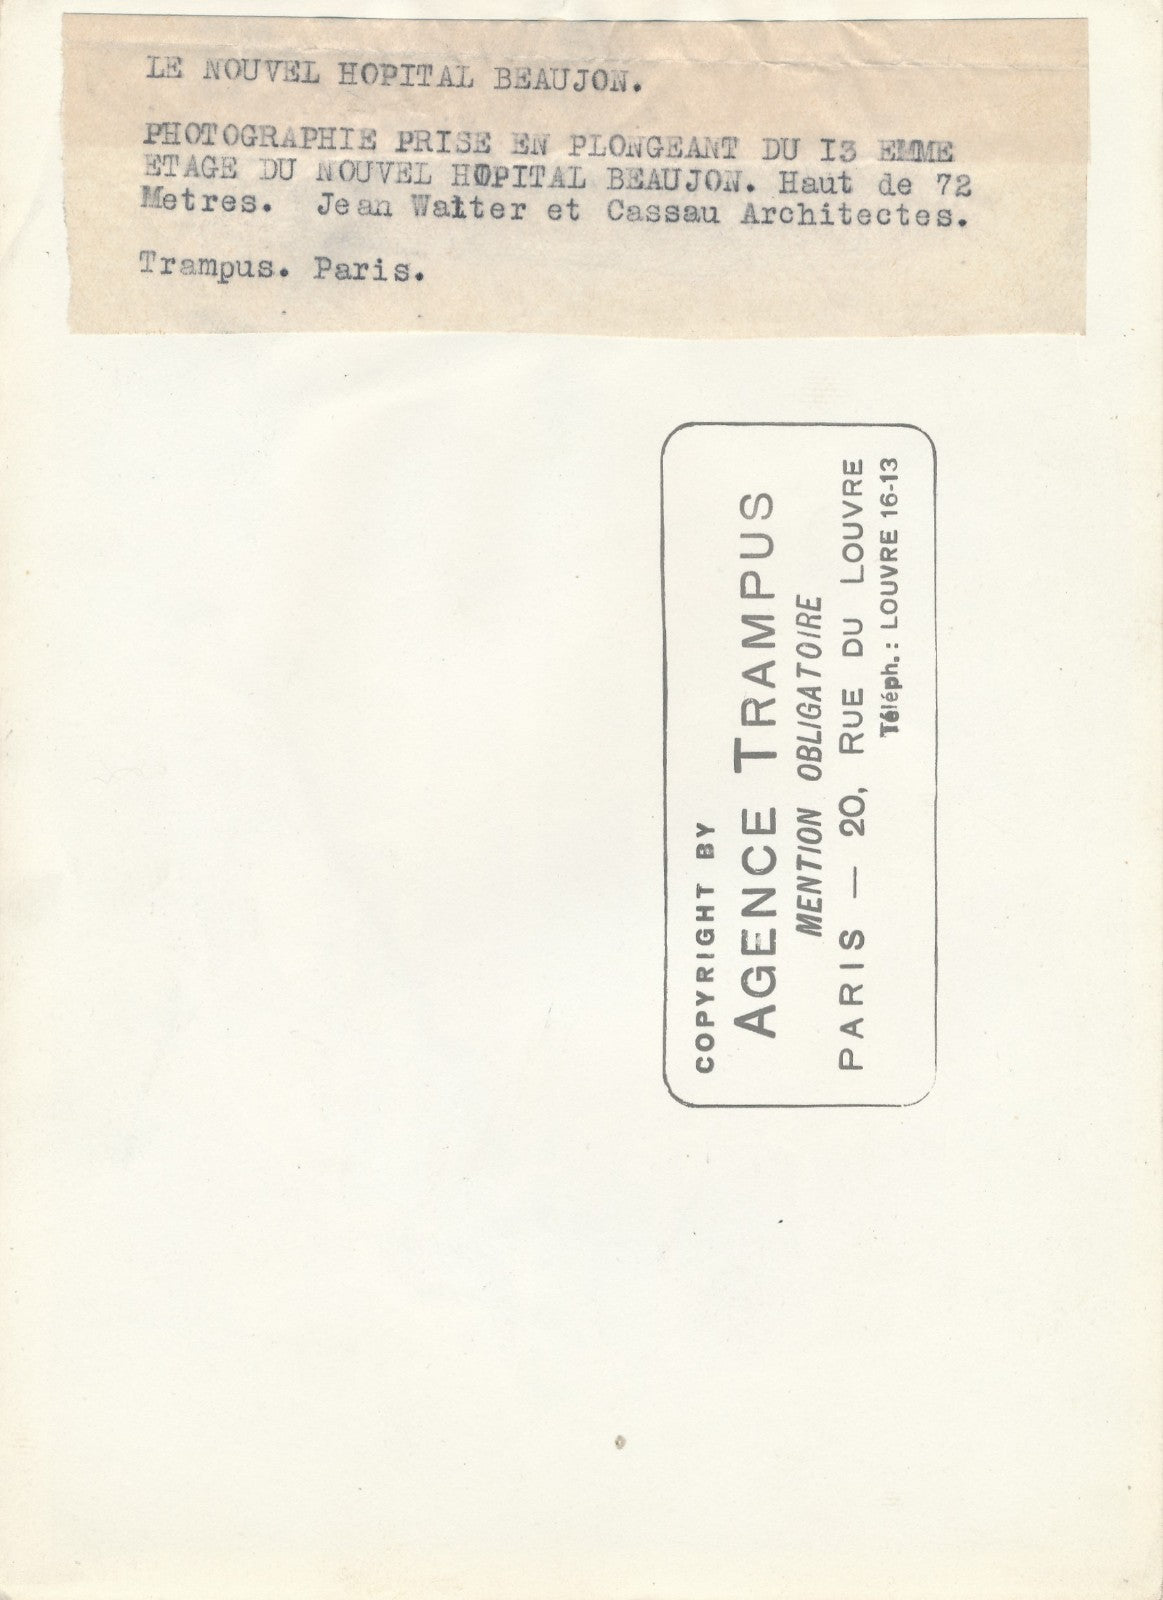 LE NOUVEL HOPITAL BEAUJON.
PHOTOGRAPHIE PRISE EN PLONGEANT DU I3 EMME
ETAGE DU NOUVEL HOPITAL BEAUJON. Haut de 72
Metres. Jean Walter et Cassau Architectes.
Trampus. Paris.
COPYRIGHT BY
AGENCE TRAMPUS
MENTION OBLIGATOIRE
PARIS — 20, RUE DU LOUVRE
Téléph.: LOUVRE 16-13